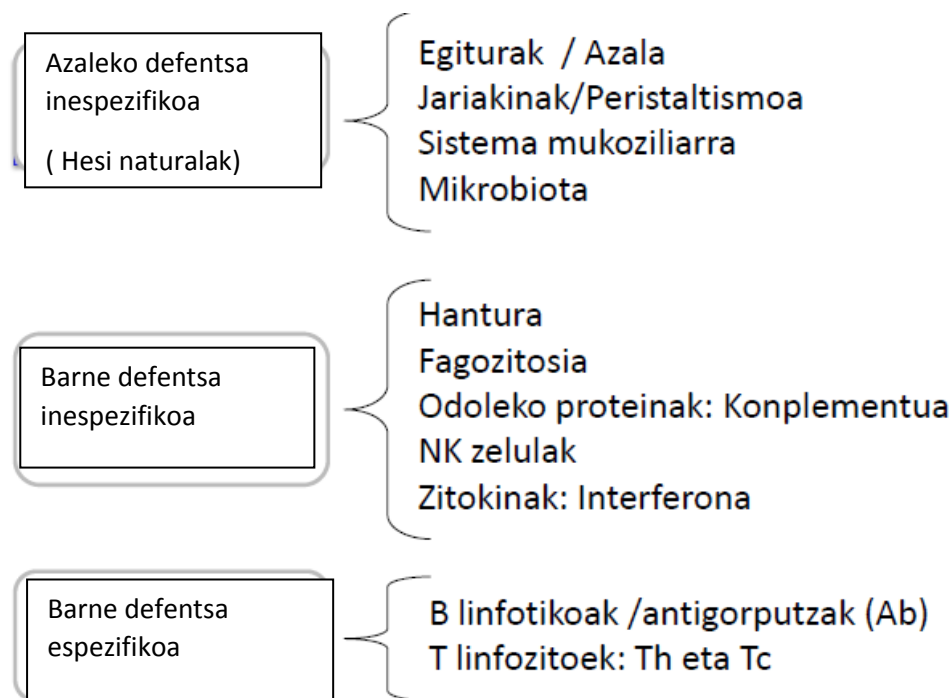 Azaleko defentsa
inespezifikoa
( Hesi naturalak)
Egiturak / Azala
Jariakinak/Peristaltismoa
Sistema mukoziliarra
Mikrobiota
Barne defentsa
inespezifikoa
Hantura
Fagozitosia
Odoleko proteinak: Konplementua
NK zelulak
Zitokinak: Interferona
Barne defentsa
espezifikoa
B linfotikoak /antigorputzak (Ab)
T linfozitoek: Th eta Tc